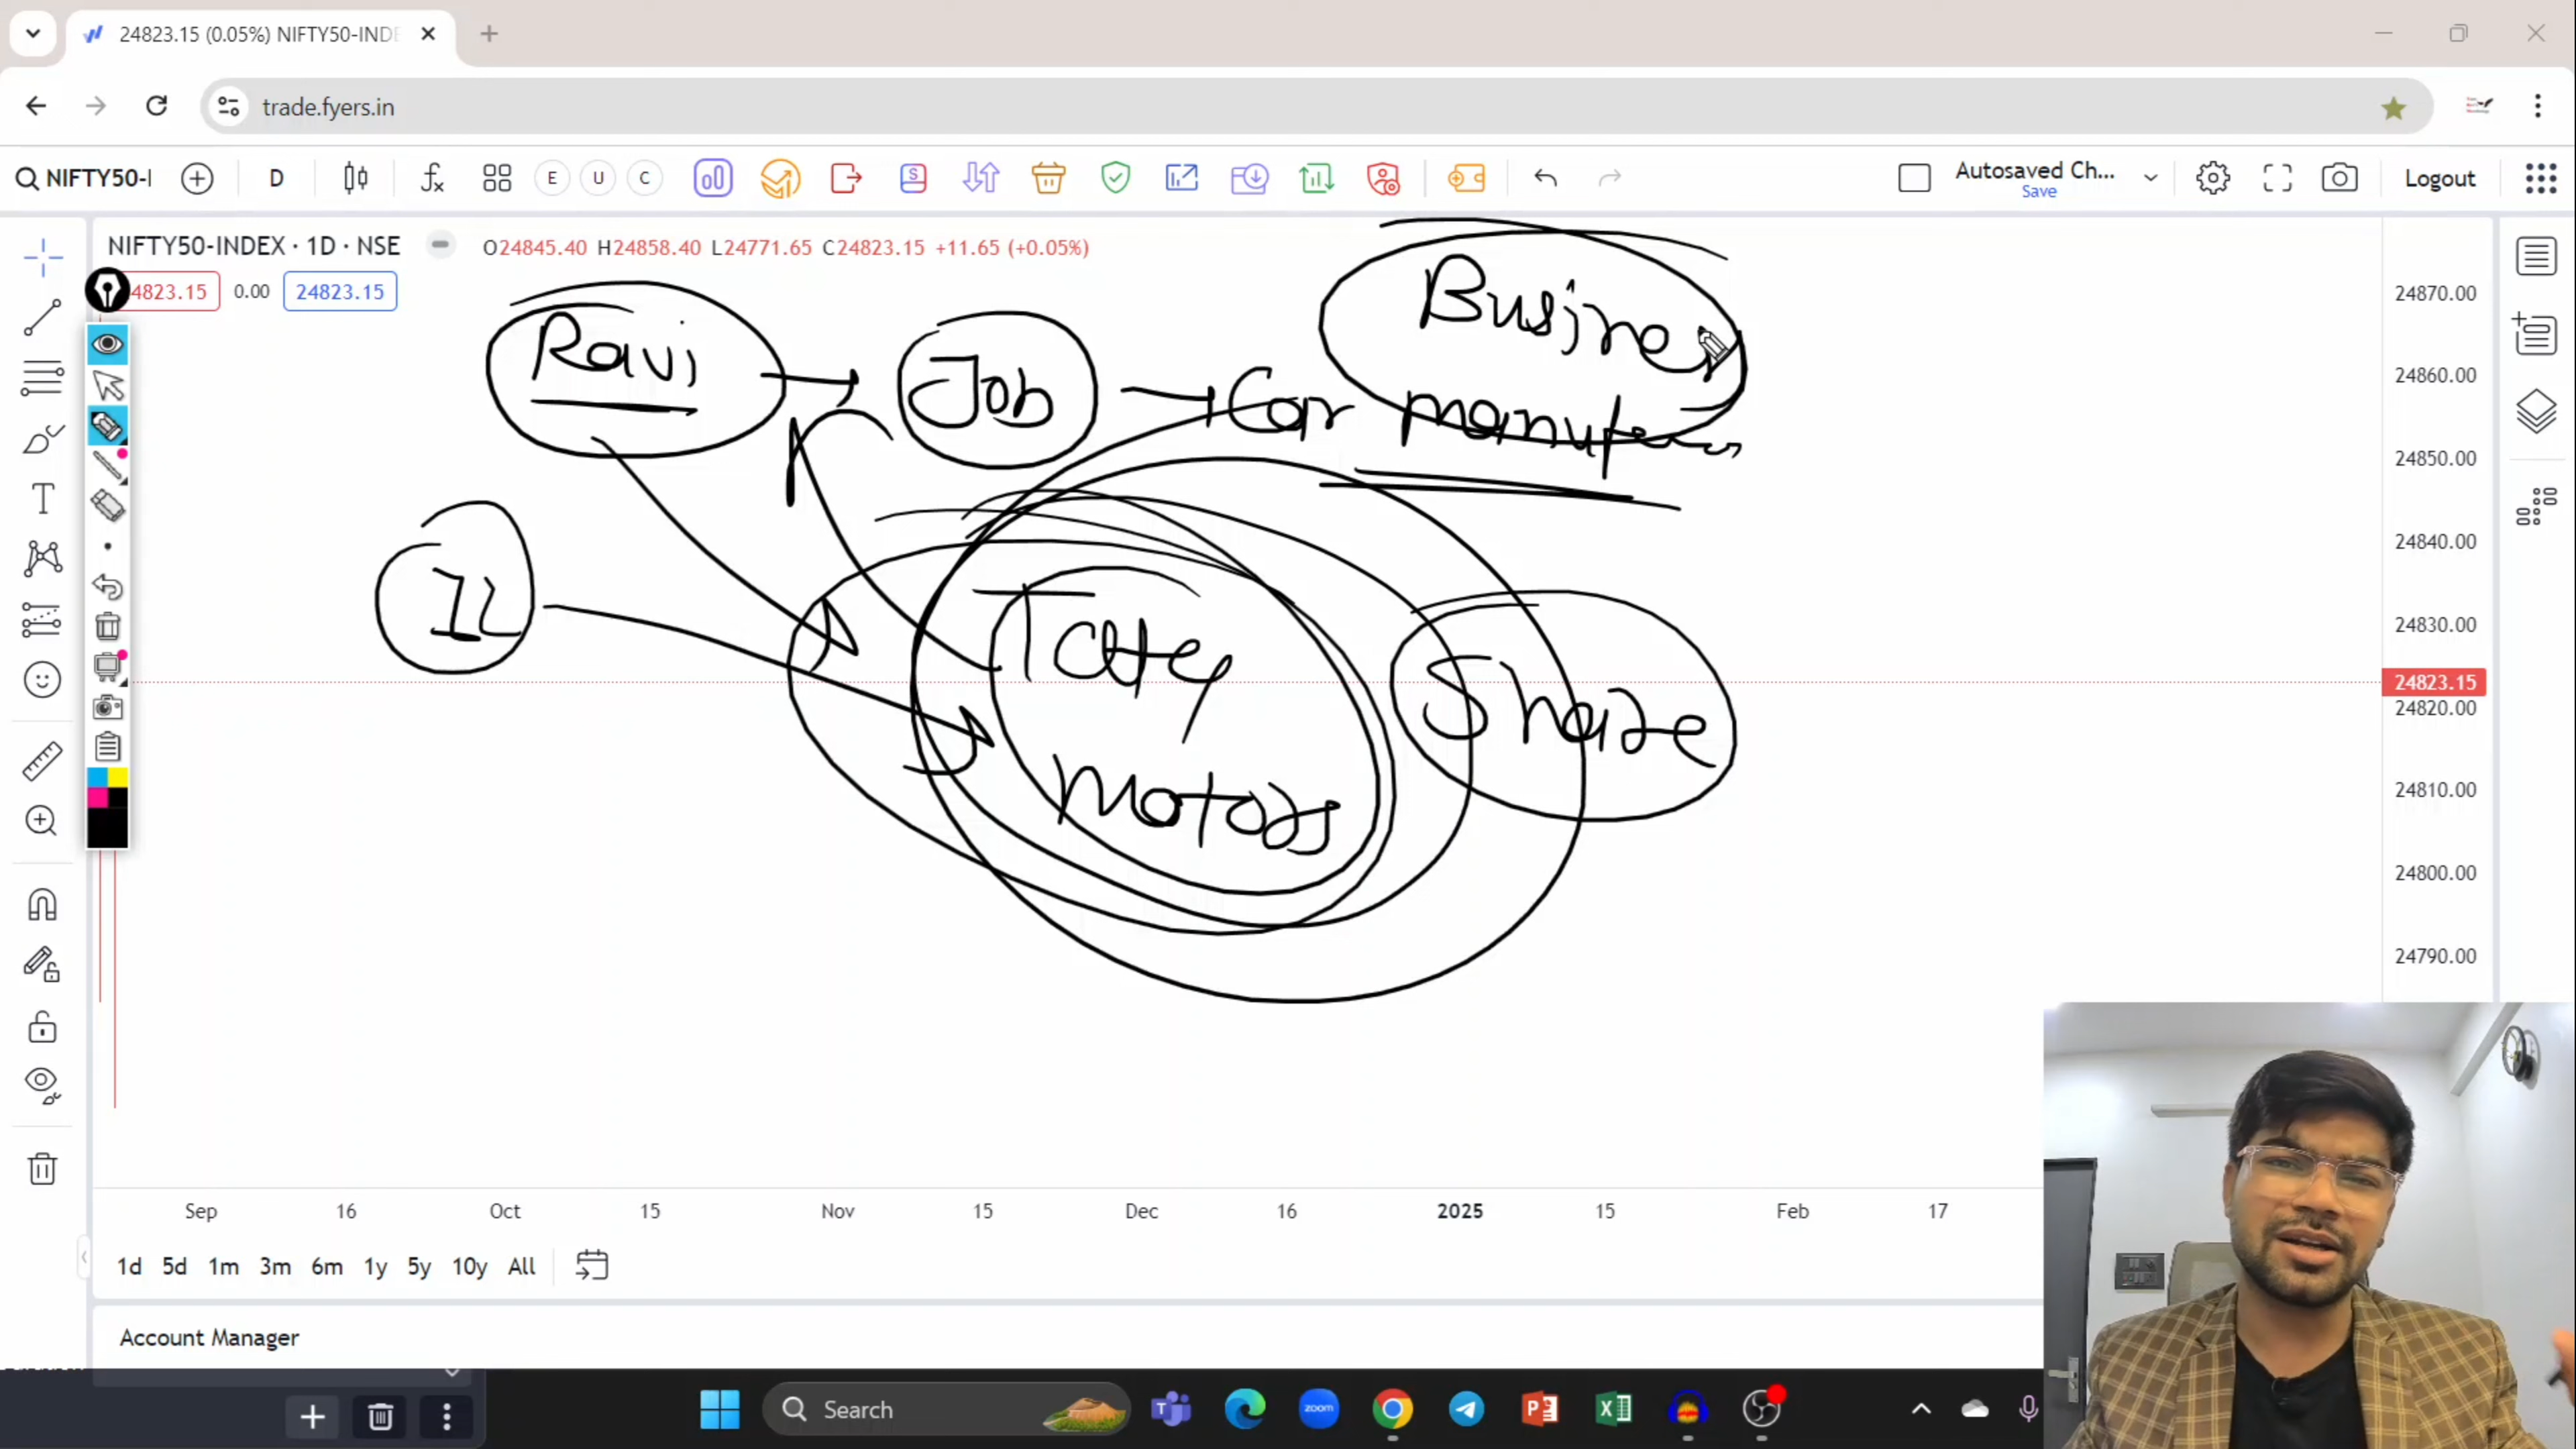 24823.15 (0.05%) NIFTY50-INDE
trade.fyers.in
NIFTY50-I
D
E U C
Autosaved Ch...
Save
Logout
NIFTY50-INDEX · 1D · NSE
O24845.40 H24858.40 L24771.65 C24823.15 +11.65 (+0.05%)
4823.15 0.00 24823.15
Ravi
Job
Car
Business
1L
Tata
Motors
Share
24870.00
24860.00
24850.00
24840.00
24830.00
24823.15
24820.00
24810.00
24800.00
24790.00
Sep 16 Oct 15 Nov 15 Dec 16 2025 15 Feb 17
1d 5d 1m 3m 6m 1y 5y 10y All
Account Manager
Search
zoom